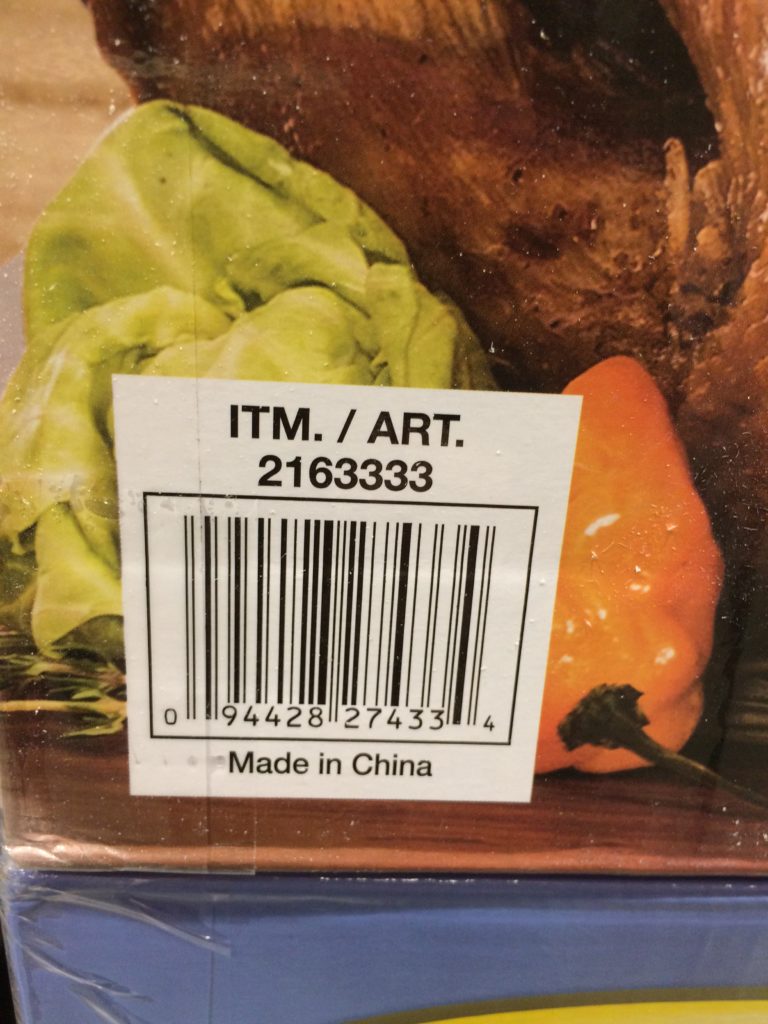 ITM. / ART.
2163333
0 94428 27433 4
Made in China